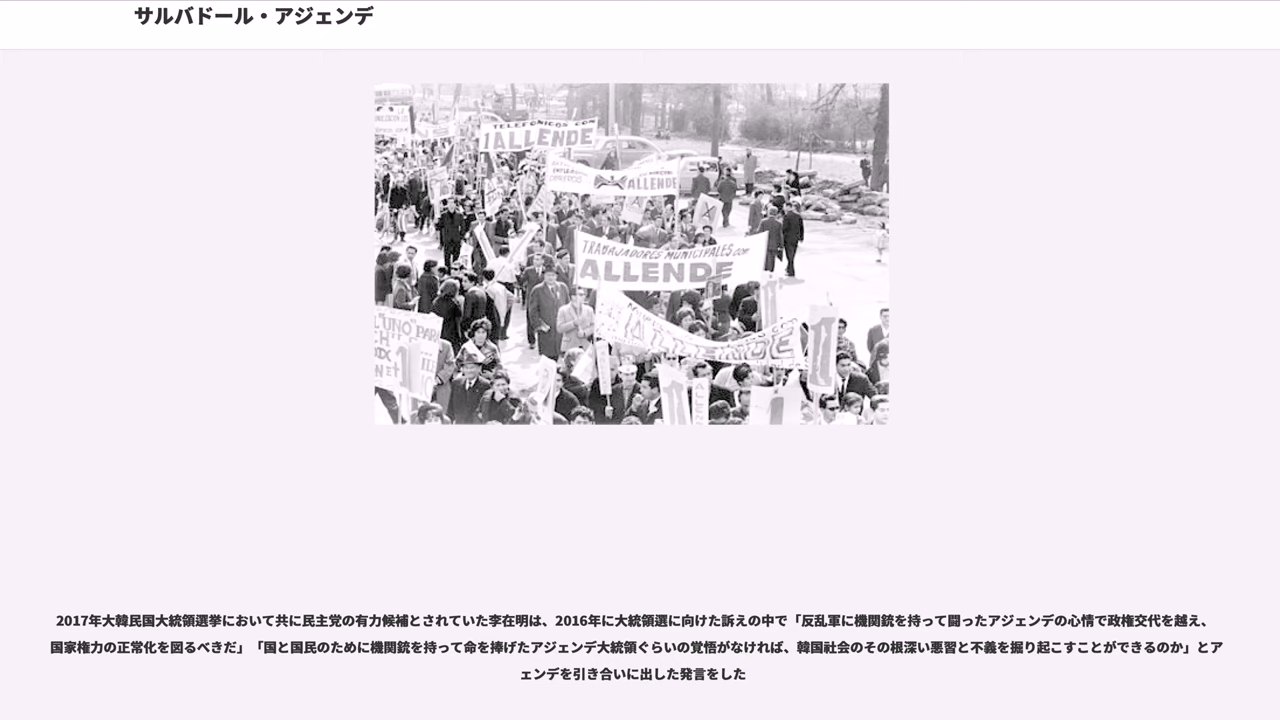 サルバドール・アジェンデ
TELEFONICOS CON
1ALLENDE
ALLENDE
TRABAJADORES MUNICIPALES con
ALLENDE
L'UNO PAR
2017年大韓民国大統領選挙において共に民主党の有力候補とされていた李在明は、2016年に大統領選に向けた訴えの中で「反乱軍に機関銃を持って闘ったアジェンデの心情で政権交代を越え、
国家権力の正常化を図るべきだ」「国と国民のために機関銃を持って命を捧げたアジェンデ大統領ぐらいの覚悟がなければ、韓国社会のその根深い悪習と不義を掘り起こすことができるのか」とア
ェンデを引き合いに出した発言をした